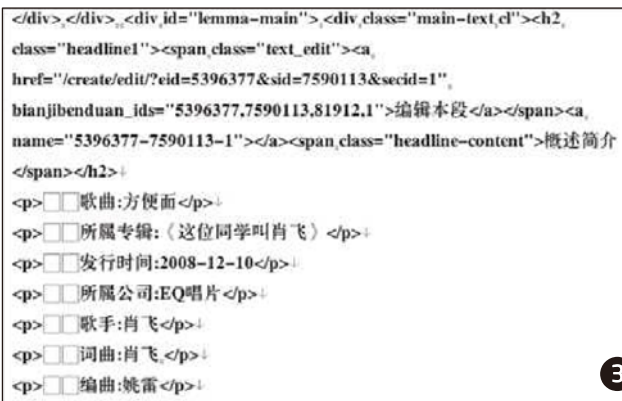 </div> </div> <div id="lemma-main"> <div class="main-text cl"><h2
class="headline1"><span class="text_edit"><a
href="/create/edit/?eid=5396377&sid=7590113&secid=1"
bianjibenduan_ids="5396377,7590113,81912,1">编辑本段</a></span><a
name="5396377-7590113-1"></a><span class="headline-content">概述简介
</span></h2>↓
<p>□□歌曲:方便面</p>↓
<p>□□所属专辑:《这位同学叫肖飞》</p>↓
<p>□□发行时间:2008-12-10</p>↓
<p>□□所属公司:EQ唱片</p>↓
<p>□□歌手:肖飞</p>↓
<p>□□词曲:肖飞 </p>↓
<p>□□编曲:姚雷</p>↓
3